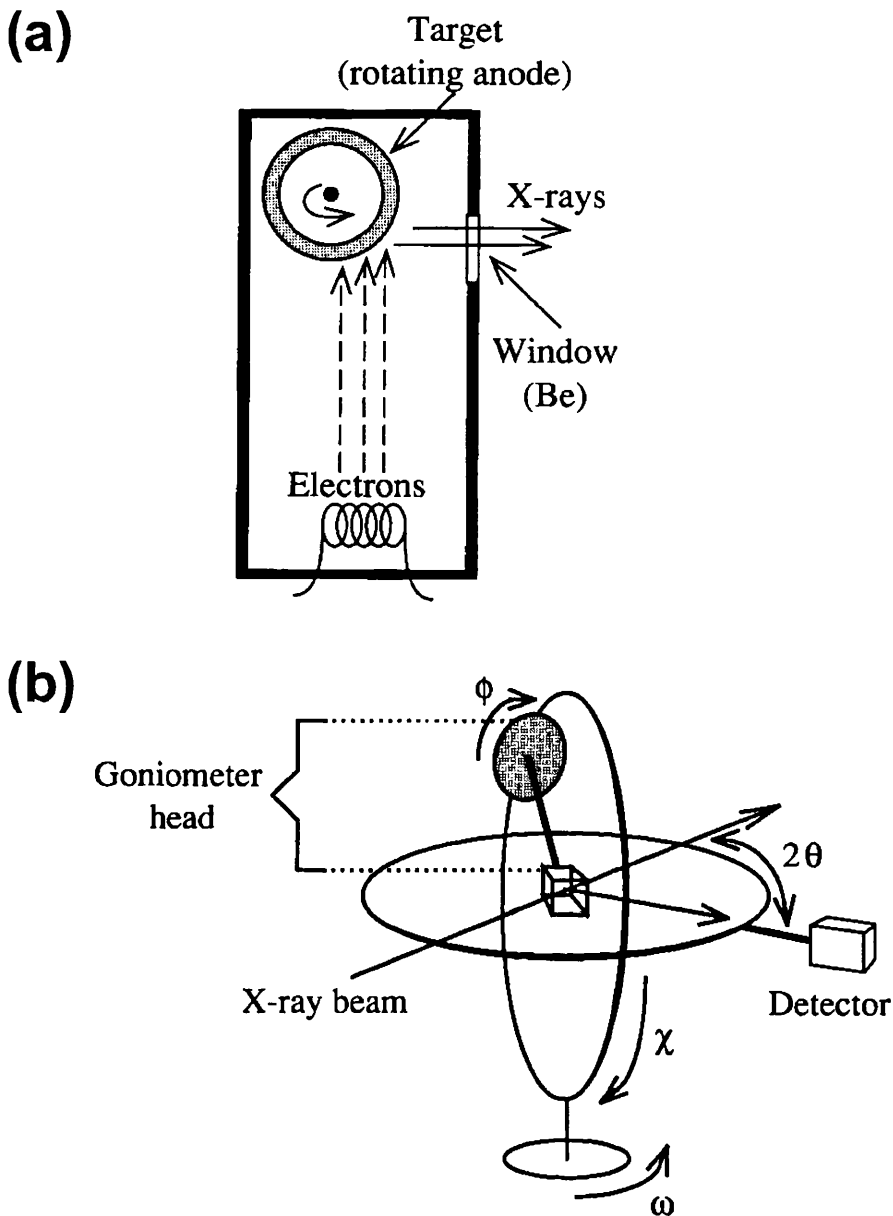 (a)
Target
(rotating anode)
X-rays
Window
(Be)
Electrons
(b)
ϕ
Goniometer
head
2θ
X-ray beam
Detector
χ
ω